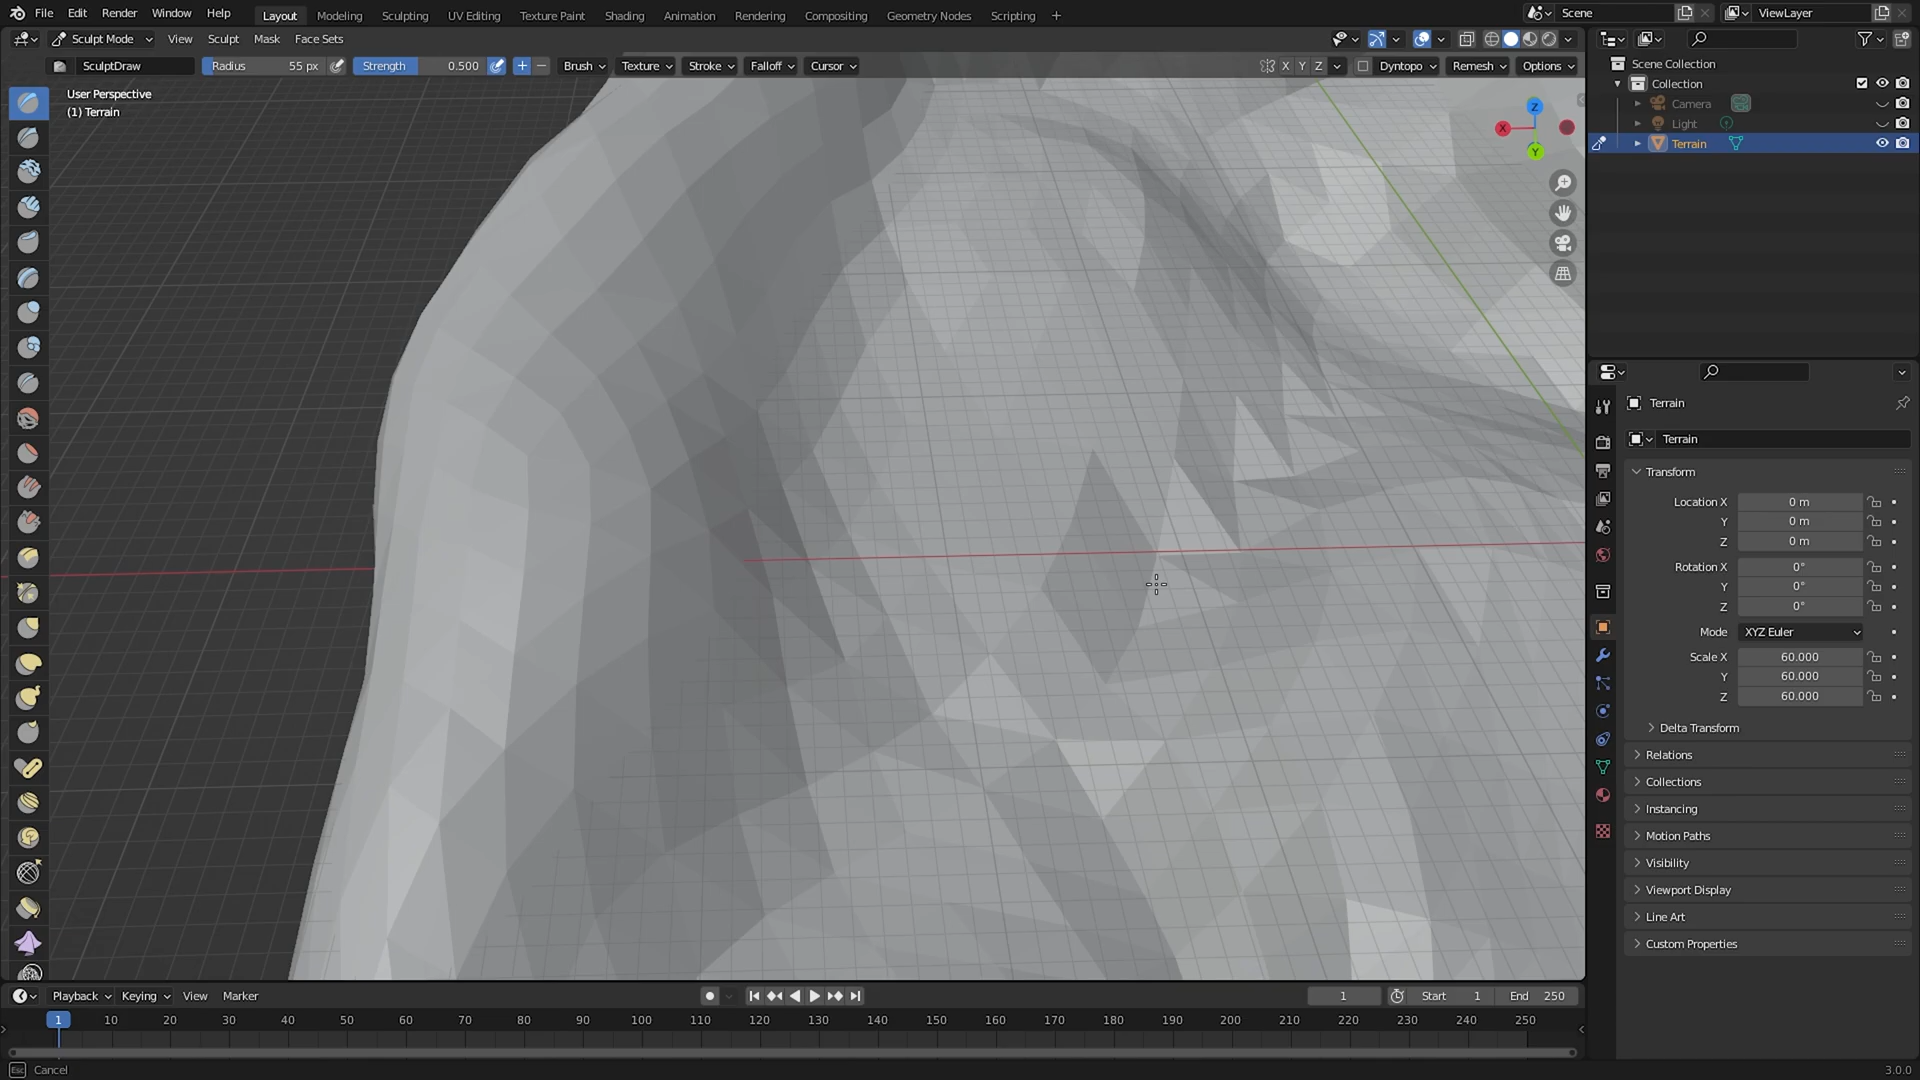 File Edit Render Window Help Layout Modeling Sculpting UV Editing Texture Paint Shading Animation Rendering Compositing Geometry Nodes Scripting + Scene ViewLayer
Sculpt Mode View Sculpt Mask Face Sets
SculptDraw Radius 55 px Strength 0.500 Brush Texture Stroke Falloff Cursor X Y Z Dyntopo Remesh Options
User Perspective
(1) Terrain
Z
X
Y
Scene Collection
Collection
Camera
Light
Terrain
Terrain
Terrain
Transform
Location X 0 m
Y 0 m
Z 0 m
Rotation X 0°
Y 0°
Z 0°
Mode XYZ Euler
Scale X 60.000
Y 60.000
Z 60.000
Delta Transform
Relations
Collections
Instancing
Motion Paths
Visibility
Viewport Display
Line Art
Custom Properties
Playback Keying View Marker 1 Start 1 End 250
1 10 20 30 40 50 60 70 80 90 100 110 120 130 140 150 160 170 180 190 200 210 220 230 240 250
Esc Cancel 3.0.0